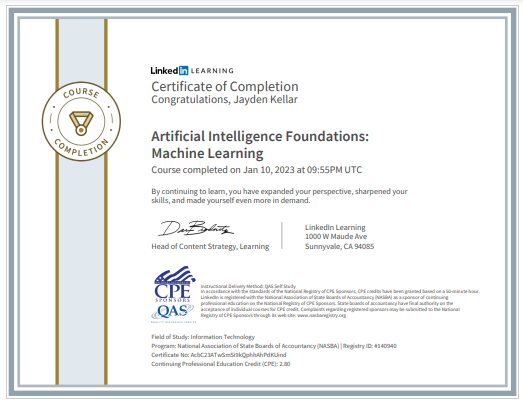 COURSE
COMPLETION
LinkedIn LEARNING
Certificate of Completion
Congratulations, Jayden Kellar
Artificial Intelligence Foundations:
Machine Learning
Course completed on Jan 10, 2023 at 09:55PM UTC
By continuing to learn, you have expanded your perspective, sharpened your
skills, and made yourself even more in demand.
Head of Content Strategy, Learning
LinkedIn Learning
1000 W Maude Ave
Sunnyvale, CA 94085
CPE
SPONSORS
QAS
Instructional Delivery Method: QAS Self Study
In accordance with the standards of the National Registry of CPE Sponsors, CPE credits have been granted based on a 50-minute hour.
LinkedIn is registered with the National Association of State Boards of Accountancy (NASBA) as a sponsor of continuing
professional education on the National Registry of CPE Sponsors. State boards of accountancy have final authority on the
acceptance of individual courses for CPE credit. Complaints regarding registered sponsors may be submitted to the National
Registry of CPE Sponsors through its web site: www.nasbaregistry.org
Field of Study: Information Technology
Program: National Association of State Boards of Accountancy (NASBA) | Registry ID: #140940
Certificate No:
Continuing Professional Education Credit (CPE): 2.80